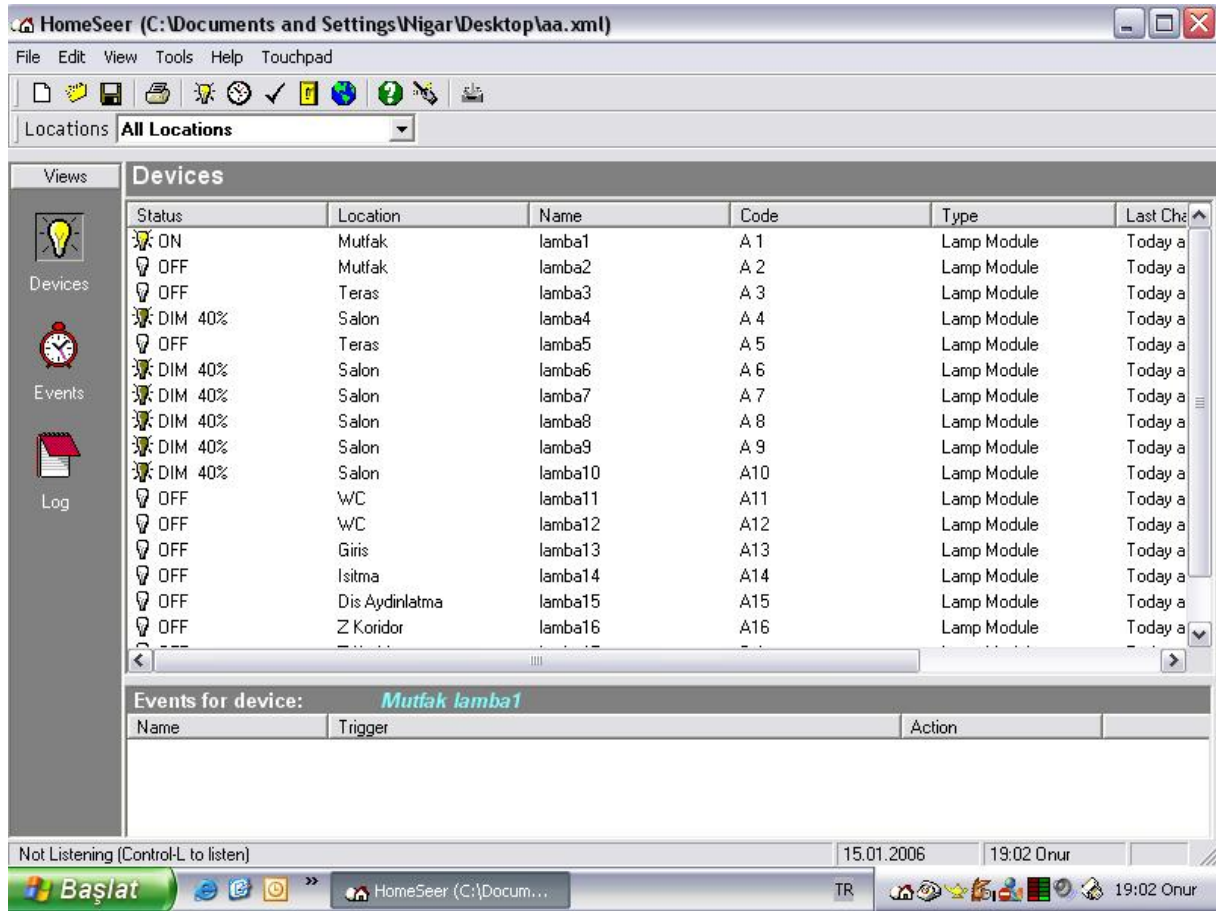 HomeSeer (C:\Documents and Settings\Nigar\Desktop\aa.xml)
File Edit View Tools Help Touchpad
Locations All Locations
Views
Devices
Events
Log
Devices
Status Location Name Code Type Last Cha
ON Mutfak lamba1 A 1 Lamp Module Today a
OFF Mutfak lamba2 A 2 Lamp Module Today a
OFF Teras lamba3 A 3 Lamp Module Today a
DIM 40% Salon lamba4 A 4 Lamp Module Today a
OFF Teras lamba5 A 5 Lamp Module Today a
DIM 40% Salon lamba6 A 6 Lamp Module Today a
DIM 40% Salon lamba7 A 7 Lamp Module Today a
DIM 40% Salon lamba8 A 8 Lamp Module Today a
DIM 40% Salon lamba9 A 9 Lamp Module Today a
DIM 40% Salon lamba10 A10 Lamp Module Today a
OFF WC lamba11 A11 Lamp Module Today a
OFF WC lamba12 A12 Lamp Module Today a
OFF Giris lamba13 A13 Lamp Module Today a
OFF Isitma lamba14 A14 Lamp Module Today a
OFF Dis Aydinlatma lamba15 A15 Lamp Module Today a
OFF Z Koridor lamba16 A16 Lamp Module Today a
Events for device: Mutfak lamba1
Name Trigger Action
Not Listening (Control-L to listen) 15.01.2006 19:02 Onur
Başlat » HomeSeer (C:\Docum... TR 19:02 Onur